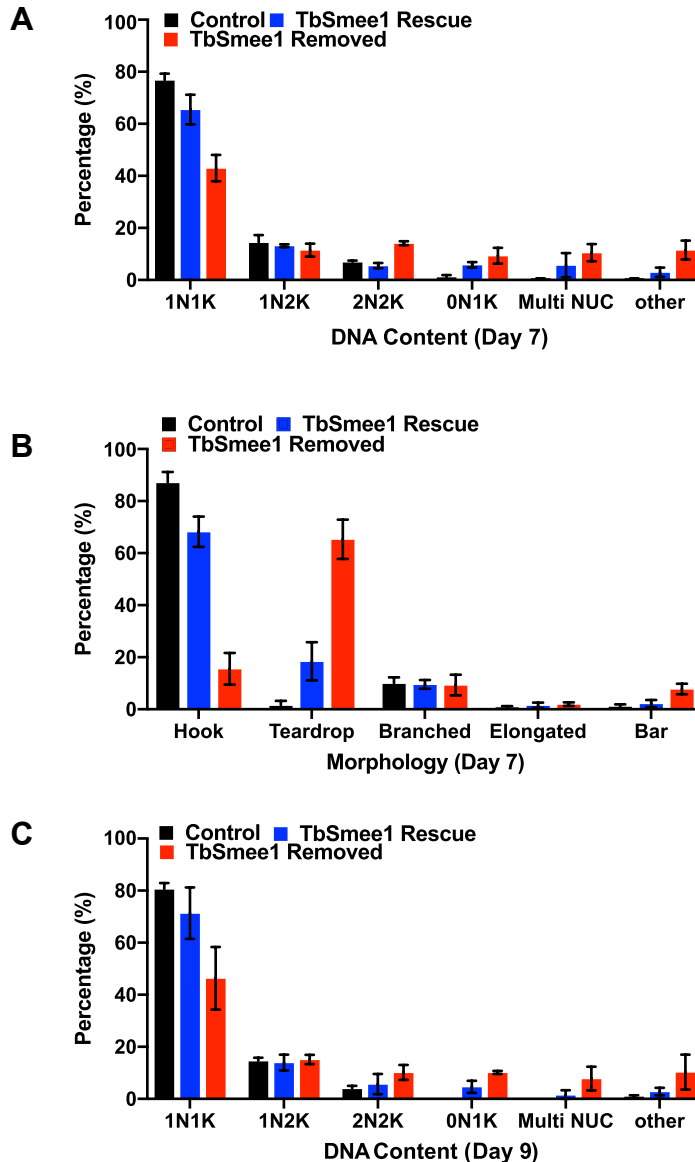 A
Control TbSmee1 Rescue
TbSmee1 Removed
Percentage (%)
100
80
60
40
20
0
1N1K 1N2K 2N2K 0N1K Multi NUC other
DNA Content (Day 7)
B
Control TbSmee1 Rescue
TbSmee1 Removed
Percentage (%)
100
80
60
40
20
0
Hook Teardrop Branched Elongated Bar
Morphology (Day 7)
C
Control TbSmee1 Rescue
TbSmee1 Removed
Percentage (%)
100
80
60
40
20
0
1N1K 1N2K 2N2K 0N1K Multi NUC other
DNA Content (Day 9)